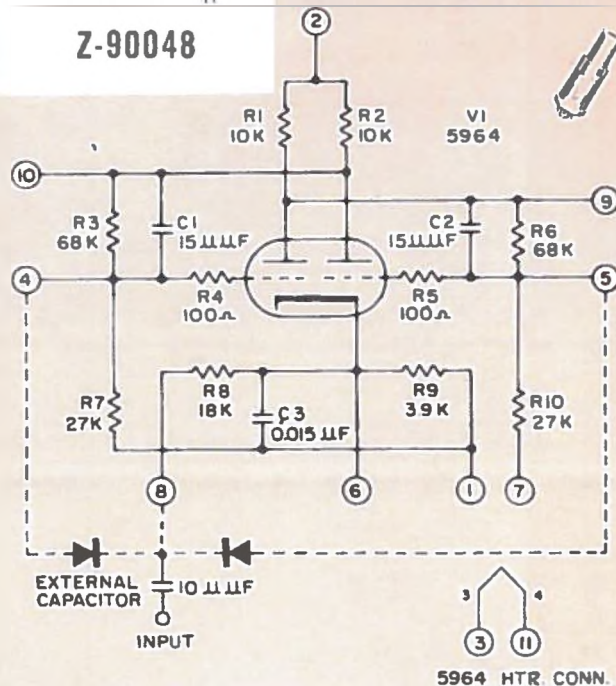 Z-90048
2
R1
10K
R2
10K
V1
5964
10
9
R3
68K
C1
15μμF
C2
15μμF
R6
68K
4
5
R4
100Ω
R5
100Ω
R7
27K
R8
18K
R9
3.9K
R10
27K
C3
0.015μF
8
6
1
7
EXTERNAL
CAPACITOR
10μμF
INPUT
3
4
3
11
5964 HTR. CONN.